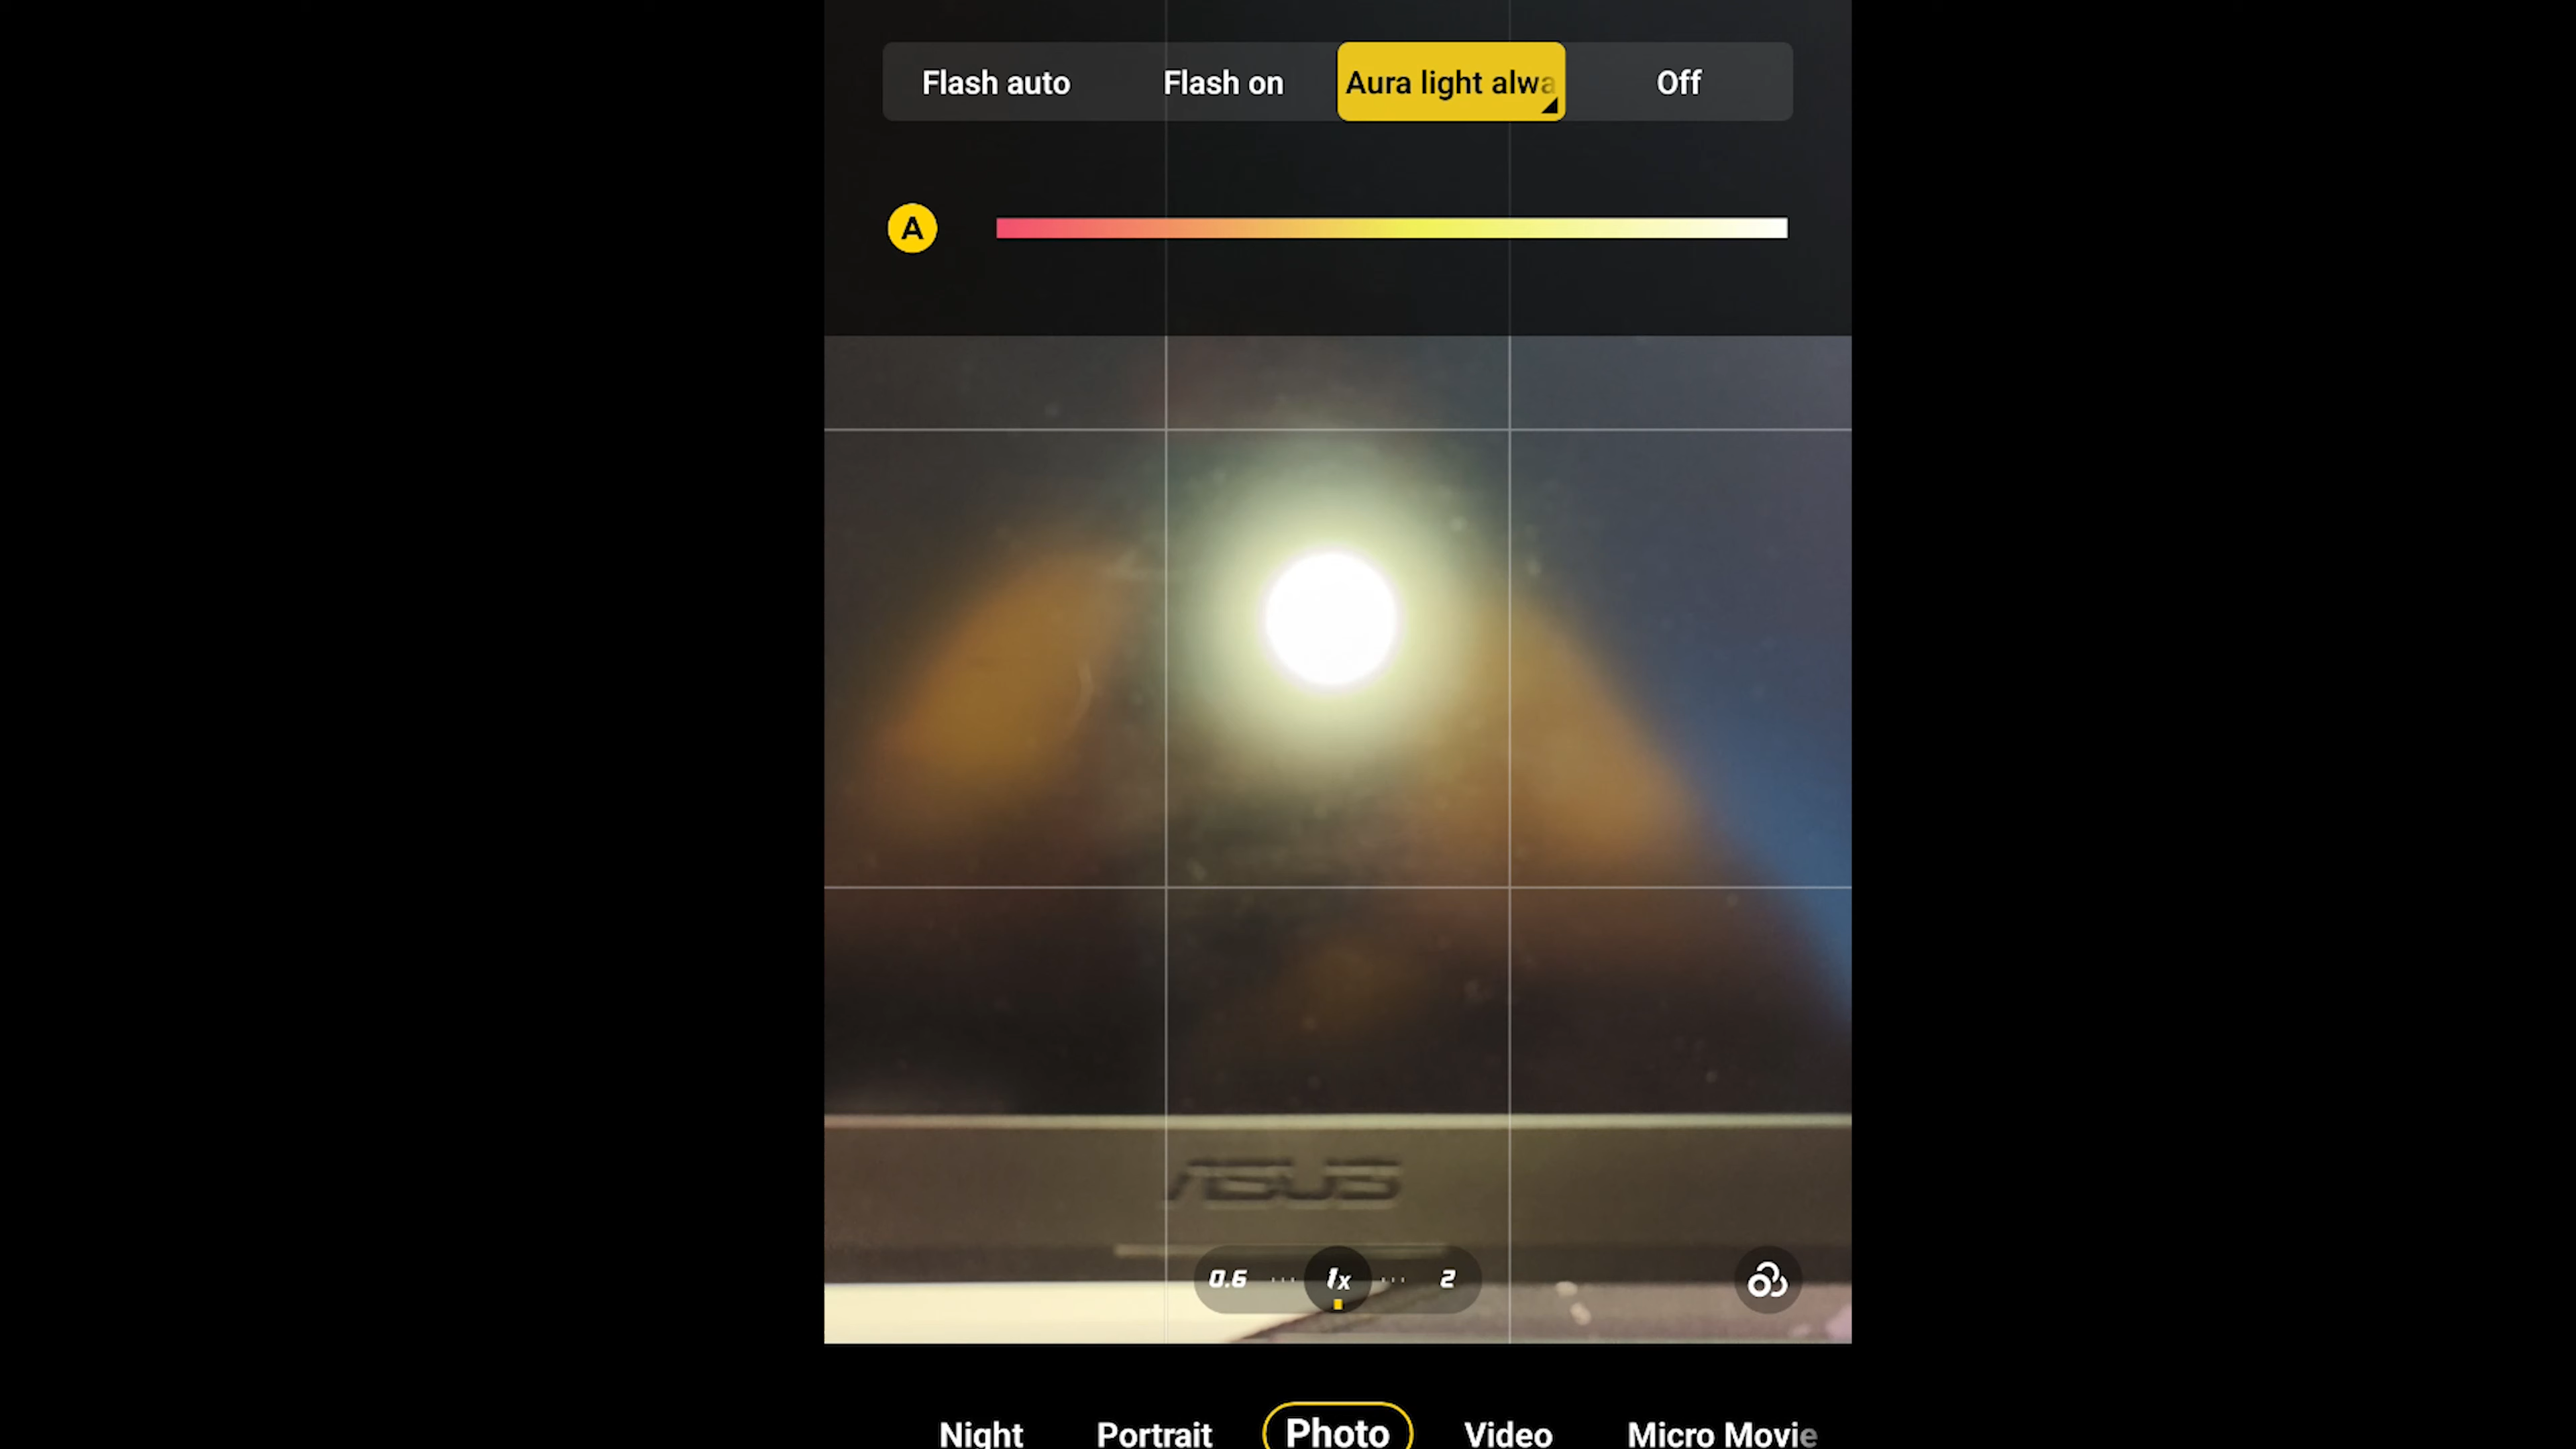 Flash auto Flash on Aura light alwa Off
A
ASUS
0.6 1x 2
Night Portrait Photo Video Micro Movie